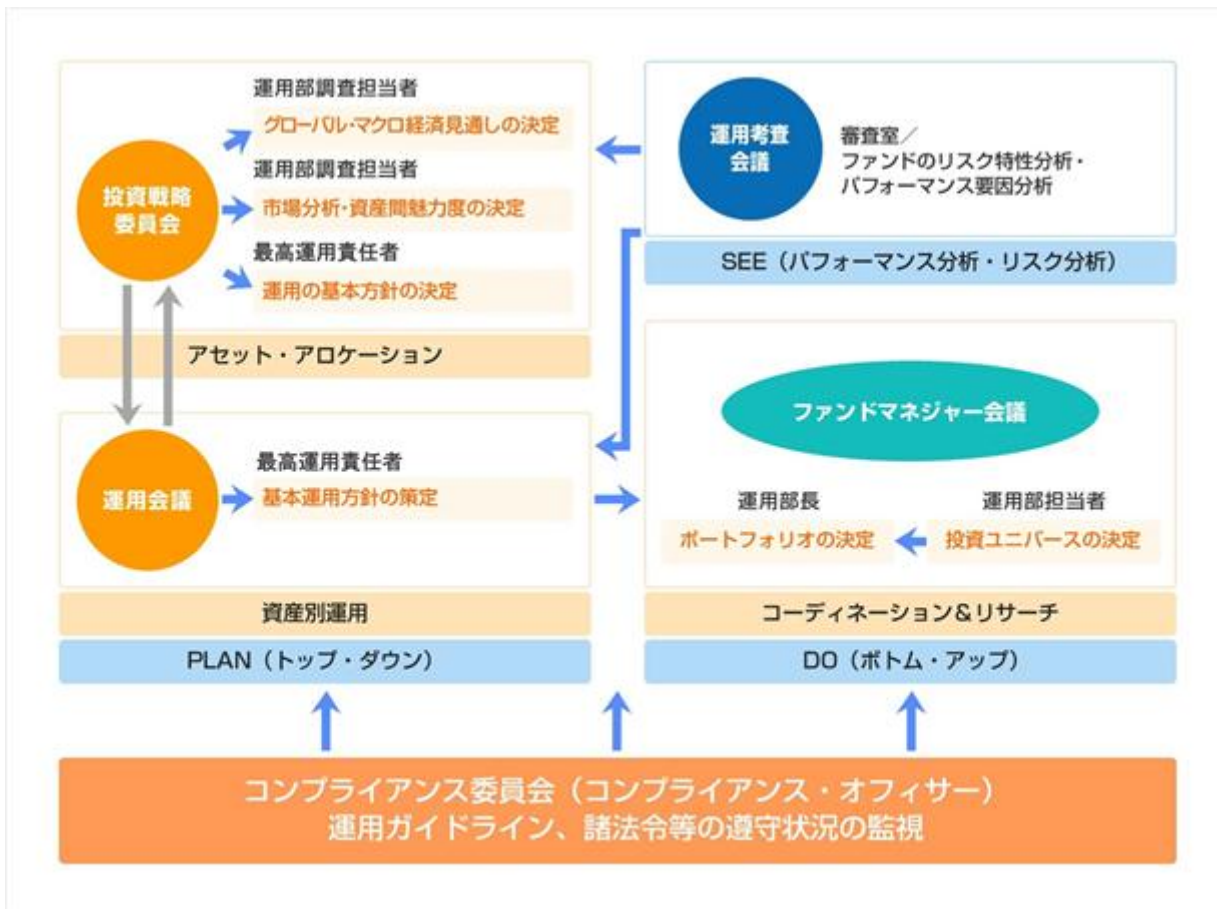 投資戦略
委員会
運用部調査担当者
グローバル・マクロ経済見通しの決定
運用部調査担当者
市場分析・資産間魅力度の決定
最高運用責任者
運用の基本方針の決定
アセット・アロケーション
運用考査
会議
審査室／
ファンドのリスク特性分析・
パフォーマンス要因分析
SEE（パフォーマンス分析・リスク分析）
運用会議
最高運用責任者
基本運用方針の策定
資産別運用
PLAN（トップ・ダウン）
ファンドマネジャー会議
運用部長
ポートフォリオの決定
運用部担当者
投資ユニバースの決定
コーディネーション＆リサーチ
DO（ボトム・アップ）
コンプライアンス委員会（コンプライアンス・オフィサー）
運用ガイドライン、諸法令等の遵守状況の監視